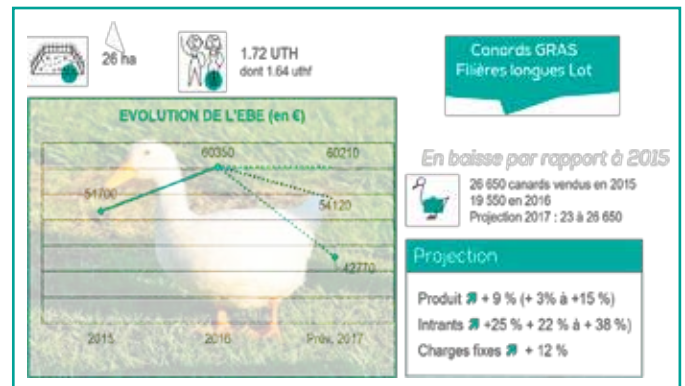 26 ha
1.72 UTH
dont 1.64 uthf
Canards GRAS
Filières longues Lot
EVOLUTION DE L'EBE (en €)
60350
60210
51700
54120
42770
2015
2016
Prév. 2017
En baisse par rapport à 2015
26 650 canards vendus en 2015
19 550 en 2016
Projection 2017 : 23 à 26 650
Projection
Produit + 9 % (+ 3% à +15 %)
Intrants +25 % + 22 % à + 38 %)
Charges fixes + 12 %